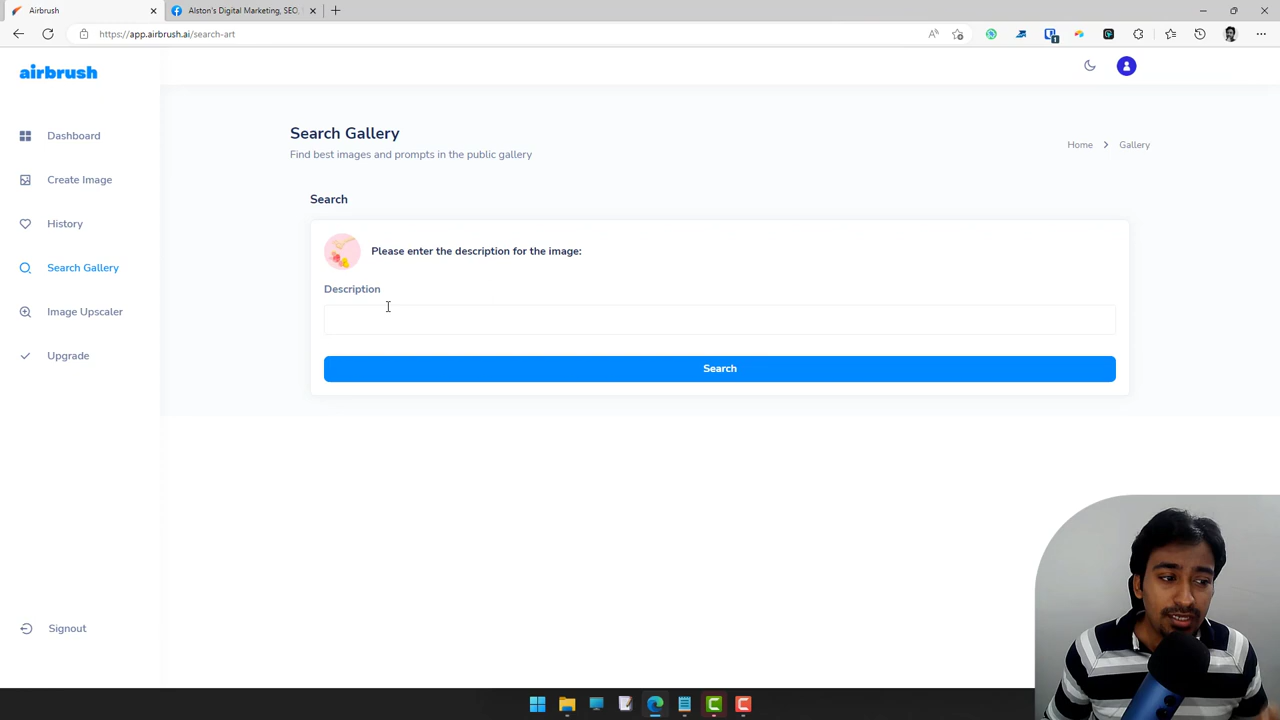 Airbrush
Alston's Digital Marketing, SEO,
https://app.airbrush.ai/search-art
1
airbrush
Dashboard
Create Image
History
Search Gallery
Image Upscaler
Upgrade
Signout
Search Gallery
Find best images and prompts in the public gallery
Home > Gallery
Search
Please enter the description for the image:
Description
Search